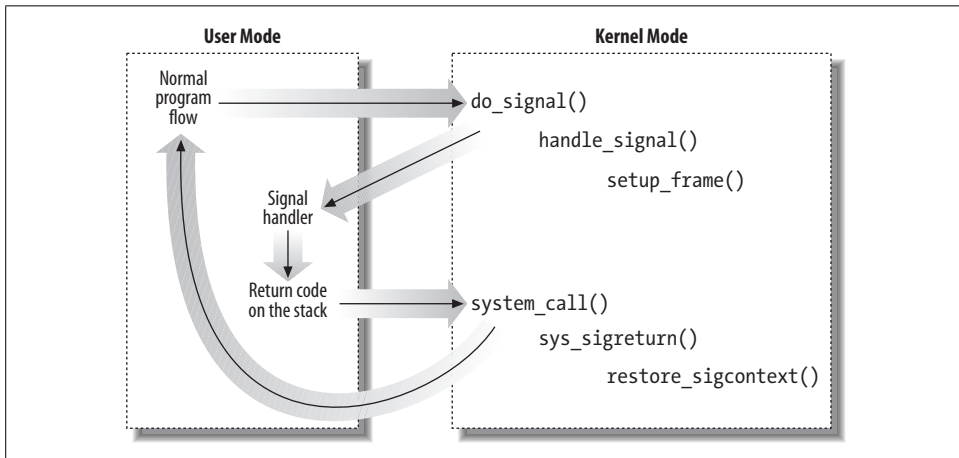 User Mode
Kernel Mode
Normal
program
flow
do_signal()
handle_signal()
setup_frame()
Signal
handler
Return code
on the stack
system_call()
sys_sigreturn()
restore_sigcontext()